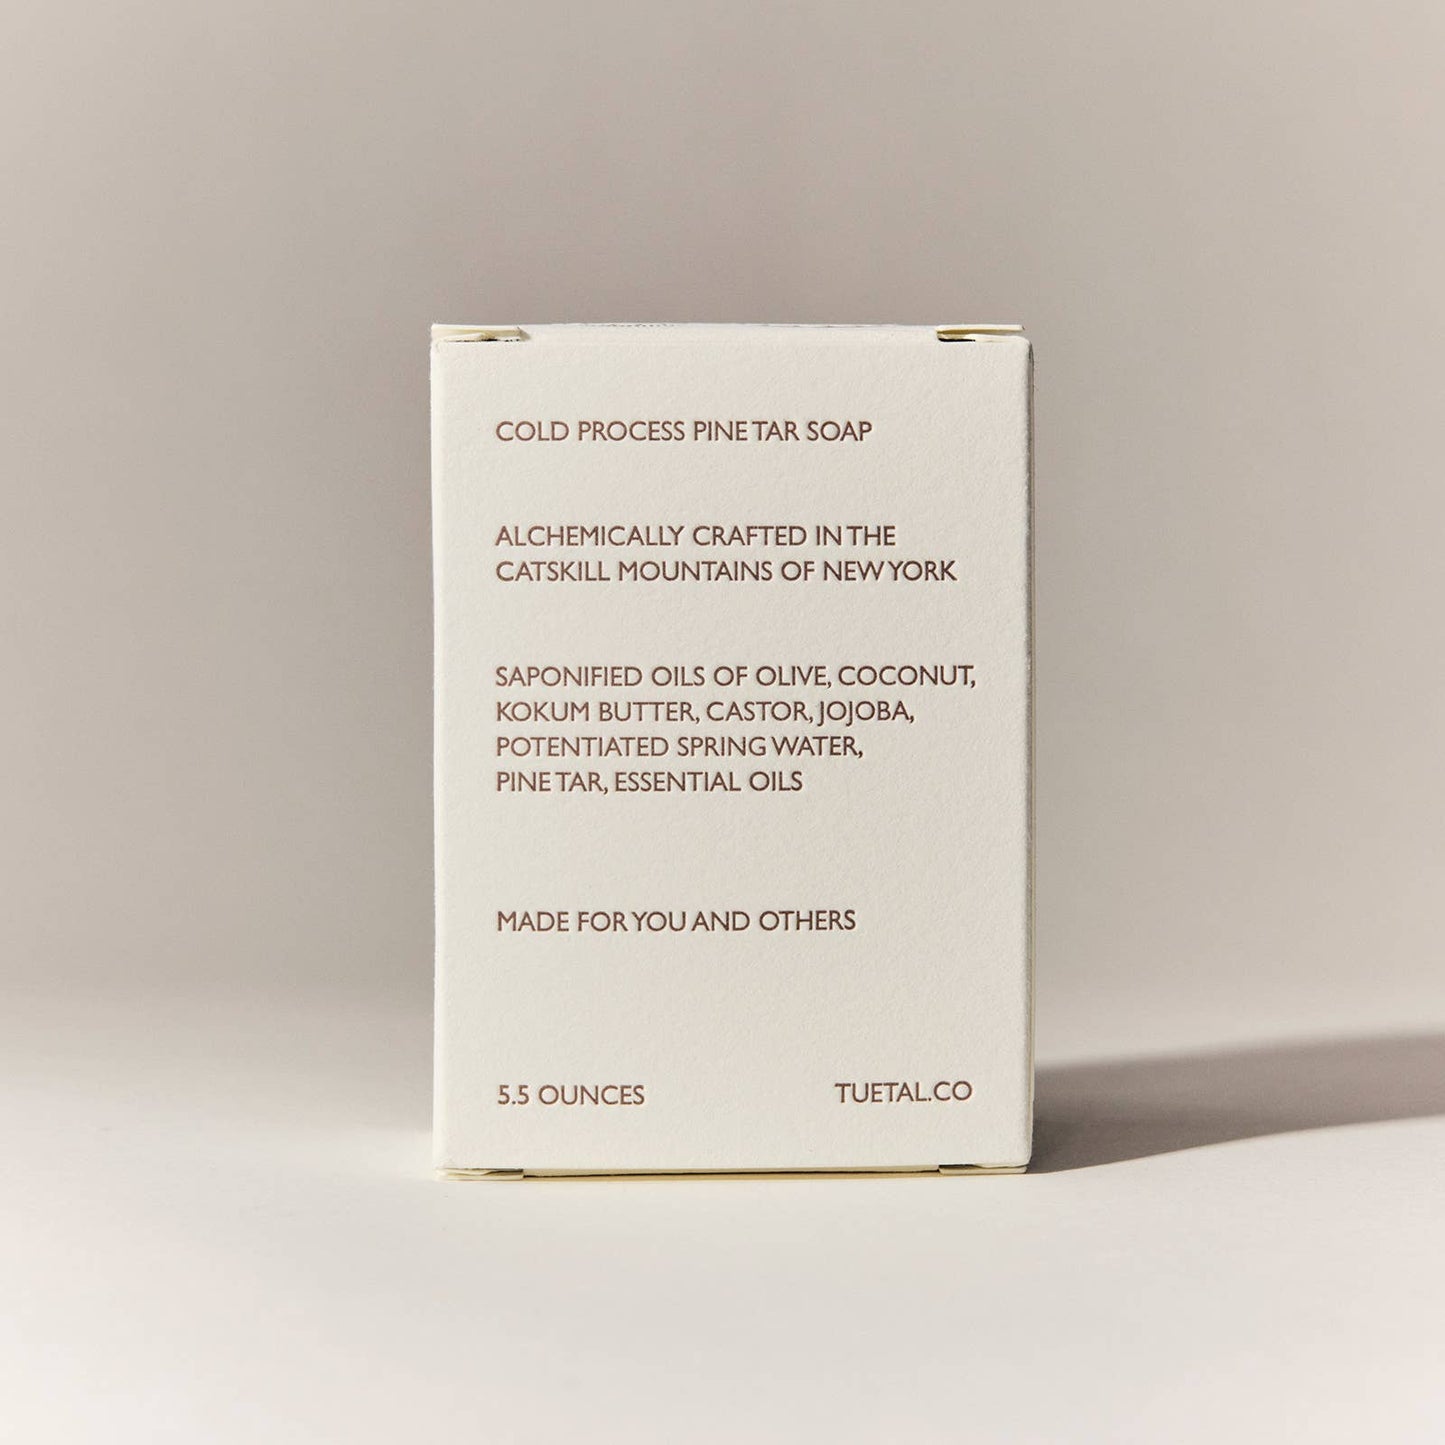 COLD PROCESS PINE TAR SOAP
ALCHEMICALLY CRAFTED IN THE
CATSKILL MOUNTAINS OF NEW YORK
SAPONIFIED OILS OF OLIVE, COCONUT,
KOKUM BUTTER, CASTOR, JOJOBA,
POTENTIATED SPRING WATER,
PINE TAR, ESSENTIAL OILS
MADE FOR YOU AND OTHERS
5.5 OUNCES
TUETAL.CO